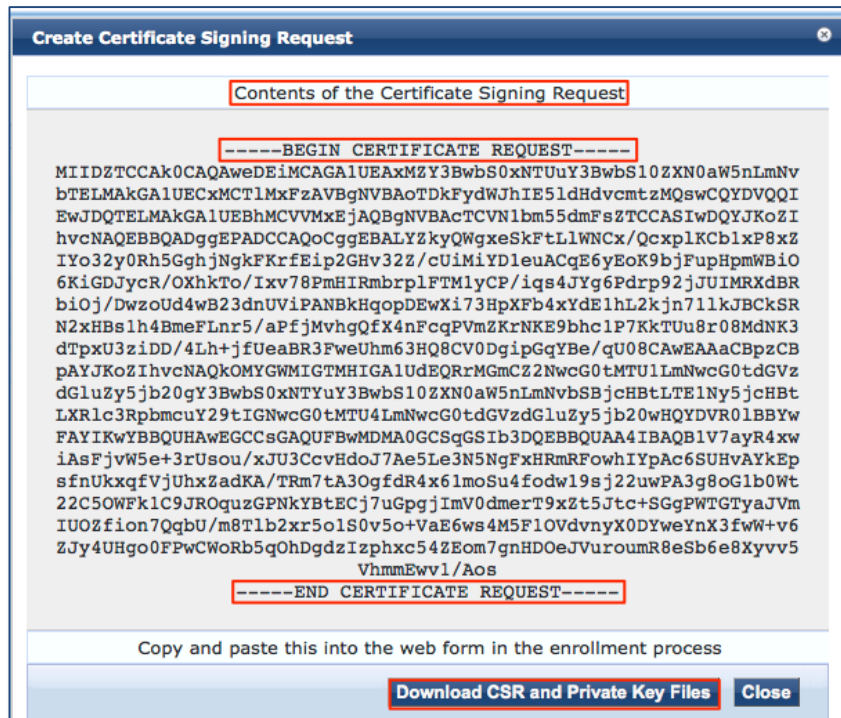 Create Certificate Signing Request
Contents of the Certificate Signing Request
-----BEGIN CERTIFICATE REQUEST-----
MIIDZTCCAk0CAQAweDEiMCAGA1UEAxMZY3BwbS0xNTUuY3BwbS10ZXN0aW5nLmNv
bTELMAkGA1UECxMCTlMxFzAVBgNVBAoTDkFydWJhIE5ldHdvcmtzMQswCQYDVQQI
EwJDQTELMAkGA1UEBhMCVVMxEjAQBgNVBAcTCVN1bm55dmFsZTCCASIwDQYJKoZI
hvcNAQEBBQADggEPADCCAQoCggEBALYZkyQWgxeSkFtLlWNCx/QcxplKCb1xP8xZ
IYo32y0Rh5GghjNgkFKrfEip2GHv32Z/cUiMiYD1euACqE6yEoK9bjFupHpmWBiO
6KiGDJycR/OXhkTo/Ixv78PmHIRmbrplFTM1yCP/iqs4JYg6Pdrp92jJUIMRXdBR
biOj/DwzoUd4wB23dnUViPANBkHqopDEwXi73HpXFb4xYdE1hL2kjn71lkJBCkSR
N2xHBs1h4BmeFLnr5/aPfjMvhgQfX4nFcqPVmZKrNKE9bhc1P7KkTUu8r08MdNK3
dTpxU3ziDD/4Lh+jfUeaBR3FweUhm63HQ8CV0DgipGqYBe/qU08CAwEAAaCBpzCB
pAYJKoZIhvcNAQkOMYGWMIGTMHIGA1UdEQRrMGmCZ2NwcG0tMTU1LmNwcG0tdGVz
dGluZy5jb20gY3BwbS0xNTYuY3BwbS10ZXN0aW5nLmNvbSBjcHBtLTE1Ny5jcHBt
LXRlc3RpbmcuY29tIGNwcG0tMTU4LmNwcG0tdGVzdGluZy5jb20wHQYDVR0lBBYw
FAYIKwYBBQUHAwEGCCsGAQUFBwMDMA0GCSqGSIb3DQEBBQUAA4IBAQB1V7ayR4xw
iAsFjvW5e+3rUsou/xJU3CcvHdoJ7Ae5Le3N5NgFxHRmRFowhIYpAc6SUHvAYkEp
sfnUkxqfVjUhxZadKA/TRm7tA3OgfdR4x61moSu4fodw19sj22uwPA3g8oG1b0Wt
22C5OWFk1C9JROquzGPNkYBtECj7uGpgjImV0dmerT9xZt5Jtc+SGgPWTGTyaJVm
IUOZfion7QqbU/m8Tlb2xr5o1S0v5o+VaE6ws4M5F1OVdvnyX0DYweYnX3fwW+v6
ZJy4UHgo0FPwCWoRb5qOhDgdzIzphxc54ZEom7gnHDOeJVuroumR8eSb6e8Xyvv5
VhmmEwvl/Aos
-----END CERTIFICATE REQUEST-----
Copy and paste this into the web form in the enrollment process
Download CSR and Private Key Files Close